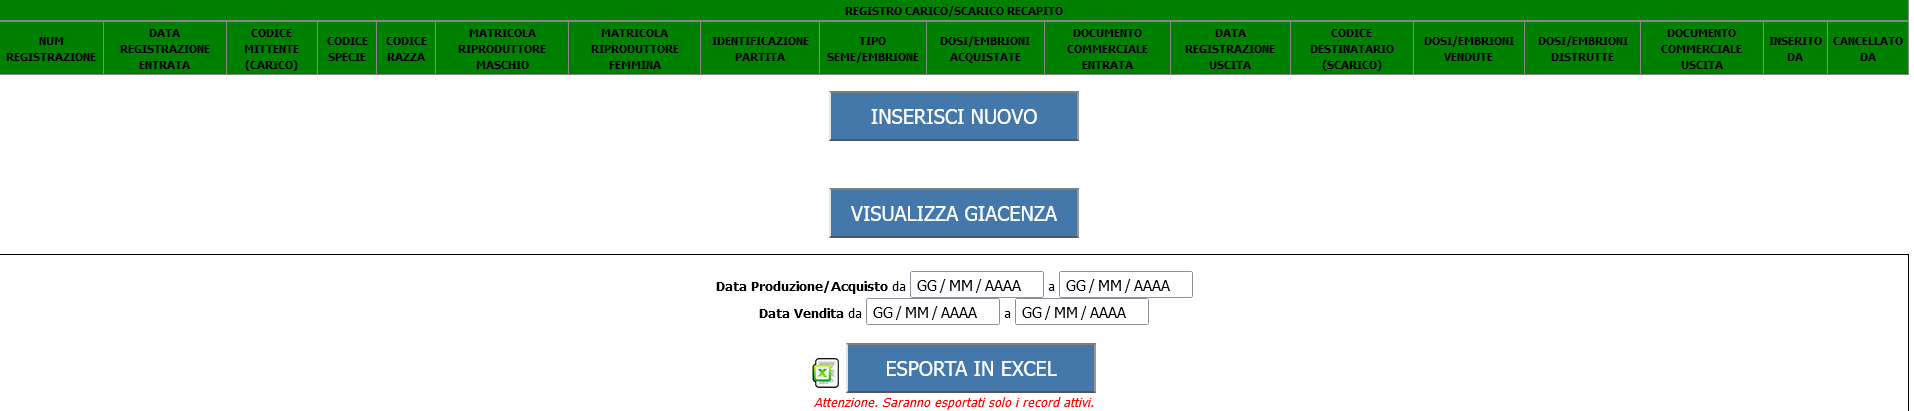 REGISTRO CARICO/SCARICO RECAPITO
NUM
REGISTRAZIONE
DATA
REGISTRAZIONE
ENTRATA
CODICE
MITTENTE
(CARICO)
CODICE
SPECIE
CODICE
RAZZA
MATRICOLA
RIPRODUTTORE
MASCHIO
MATRICOLA
RIPRODUTTORE
FEMMINA
IDENTIFICAZIONE
PARTITA
TIPO
SEME/EMBRIONE
DOSI/EMBRIONI
ACQUISTATE
DOCUMENTO
COMMERCIALE
ENTRATA
DATA
REGISTRAZIONE
USCITA
CODICE
DESTINATARIO
(SCARICO)
DOSI/EMBRIONI
VENDUTE
DOSI/EMBRIONI
DISTRUTTE
DOCUMENTO
COMMERCIALE
USCITA
INSERITO
DA
CANCELLATO
DA
INSERISCI NUOVO
VISUALIZZA GIACENZA
Data Produzione/Acquisto da GG / MM / AAAA a GG / MM / AAAA
Data Vendita da GG / MM / AAAA a GG / MM / AAAA
ESPORTA IN EXCEL
Attenzione. Saranno esportati solo i record attivi.